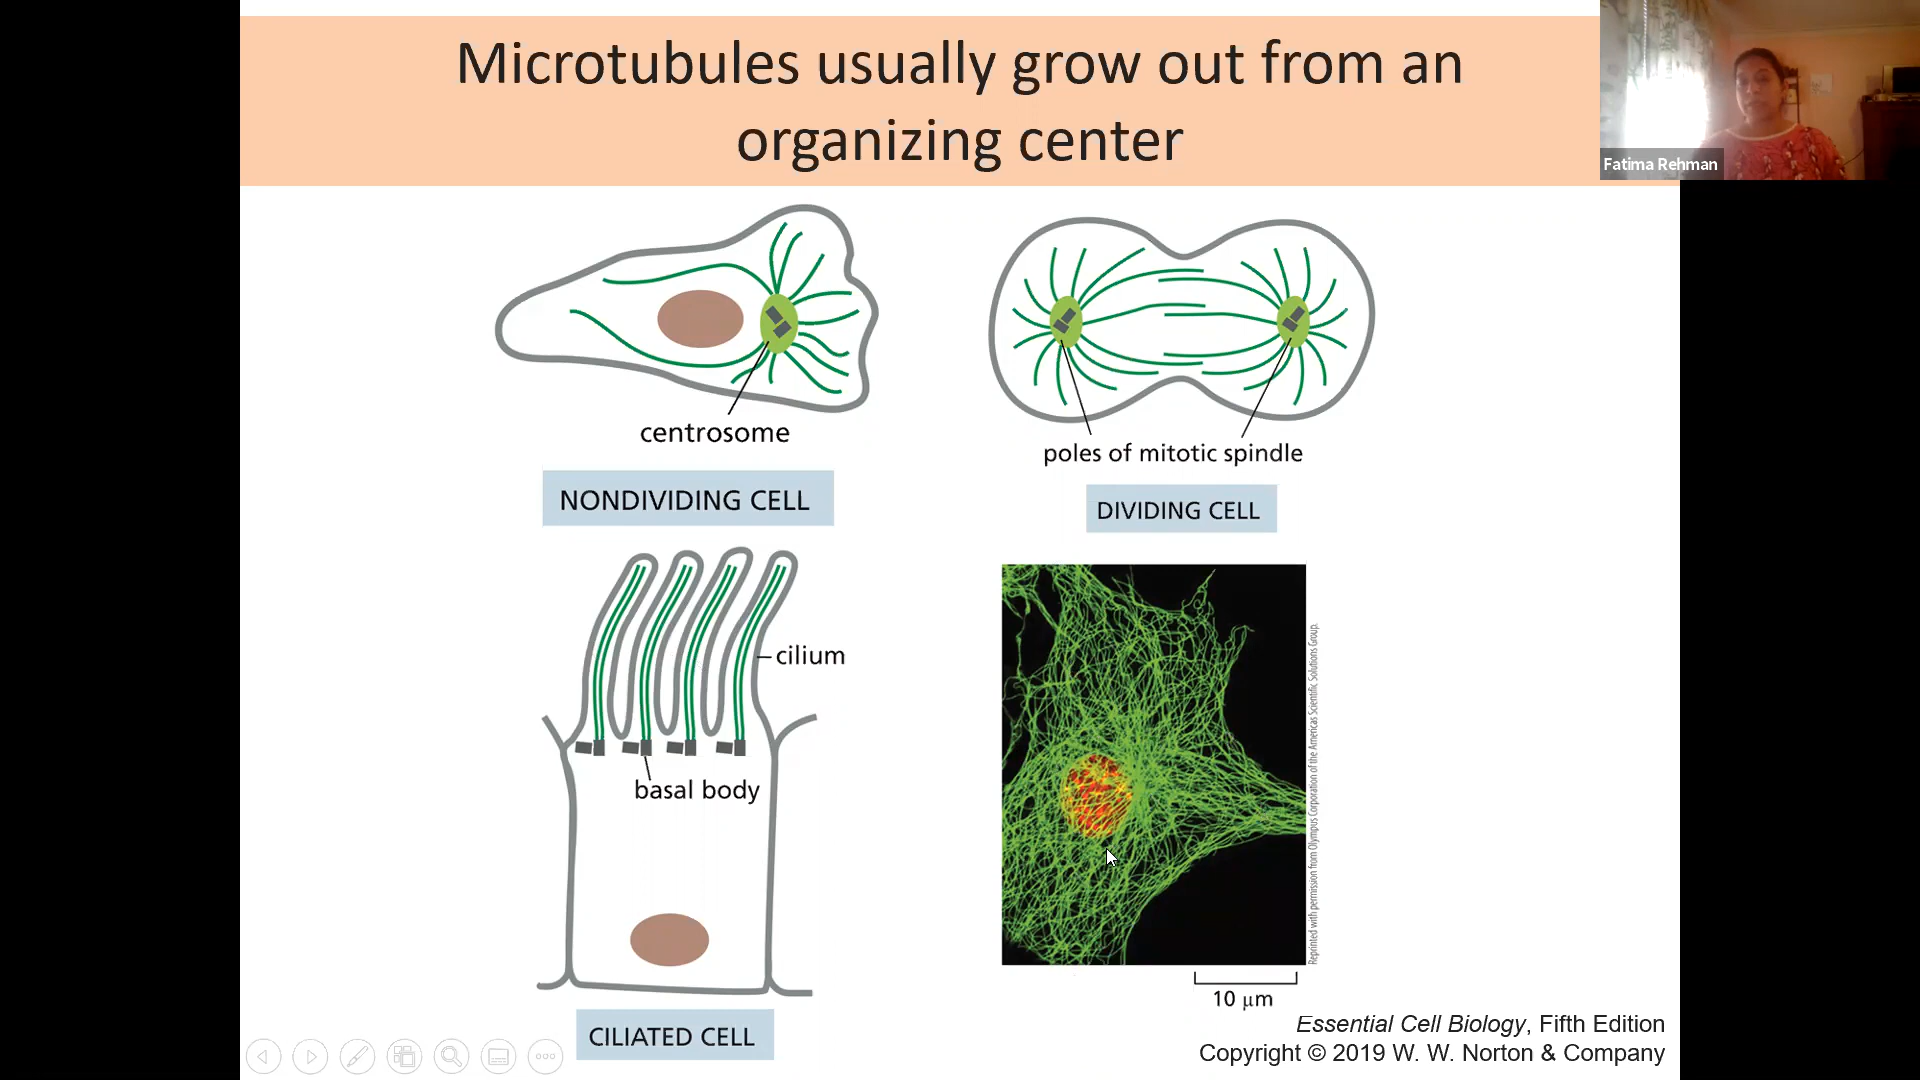 Microtubules usually grow out from an
organizing center
Fatima Rehman
centrosome
NONDIVIDING CELL
poles of mitotic spindle
DIVIDING CELL
cilium
basal body
CILIATED CELL
Reprinted with permission from Olympus Corporation of the Americas Scientific Solutions Group.
10 µm
Essential Cell Biology, Fifth Edition
Copyright © 2019 W. W. Norton & Company